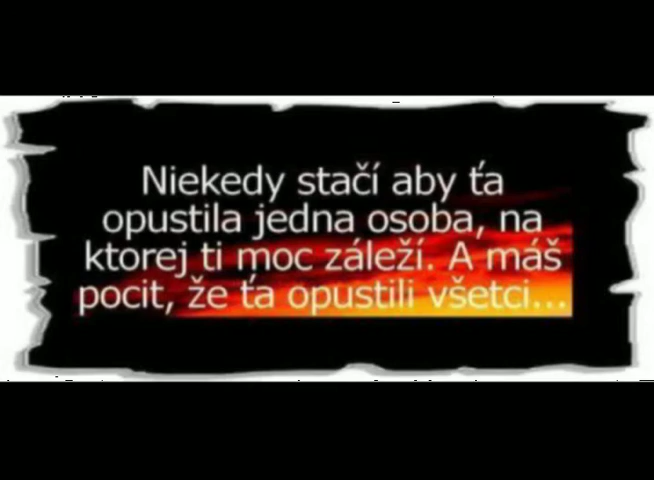 Niekedy stačí aby ťa
opustila jedna osoba, na
ktorej ti moc záleží. A máš
pocit, že ťa opustili všetci...